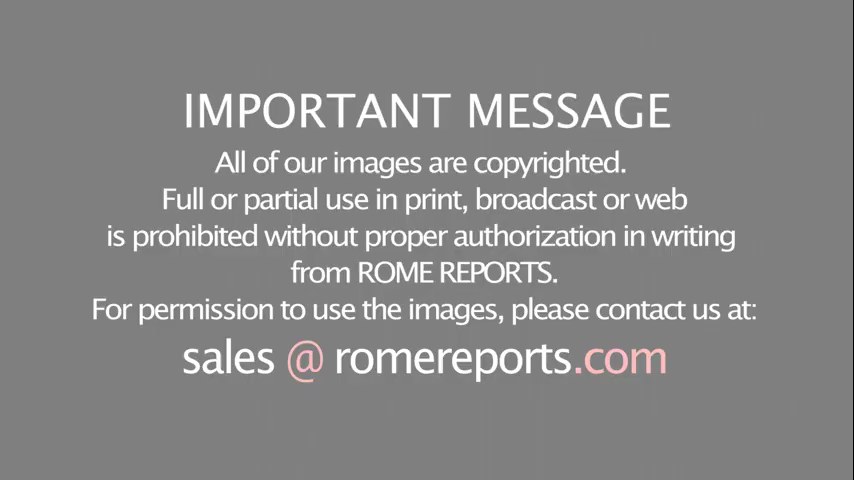 IMPORTANT MESSAGE
All of our images are copyrighted.
Full or partial use in print, broadcast or web
is prohibited without proper authorization in writing
from ROME REPORTS.
For permission to use the images, please contact us at:
sales @ romereports.com